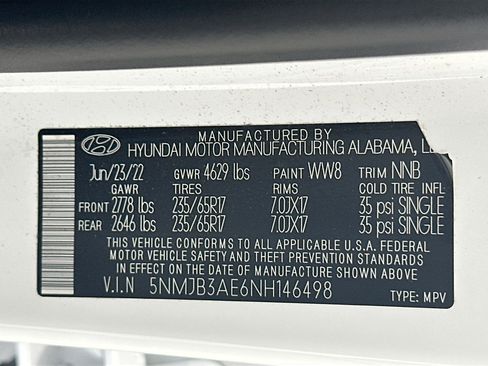 MANUFACTURED BY
HYUNDAI MOTOR MANUFACTURING ALABAMA,
Jun/23/22 GVWR 4629 lbs PAINT WW8 TRIM NNB
GAWR TIRES RIMS COLD TIRE INFL
FRONT 2778 lbs 235/65R17 7.0JX17 35 psi SINGLE
REAR 2646 lbs 235/65R17 7.0JX17 35 psi SINGLE
THIS VEHICLE CONFORMS TO ALL APPLICABLE U.S.A. FEDERAL
MOTOR VEHICLE SAFETY AND THEFT PREVENTION STANDARDS
IN EFFECT ON THE DATE OF MANUFACTURE SHOWN ABOVE.
V.I.N 5NMJB3AE6NH146498
TYPE: MPV